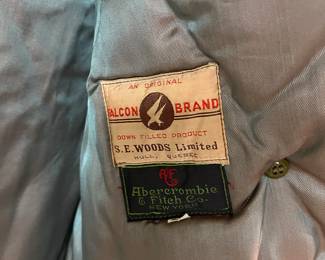 AN ORIGINAL
FALCON BRAND
DOWN FILLED PRODUCT
S.E. WOODS Limited
HULL, QUEBEC
A&F
Abercrombie
& Fitch Co.
NEW YORK